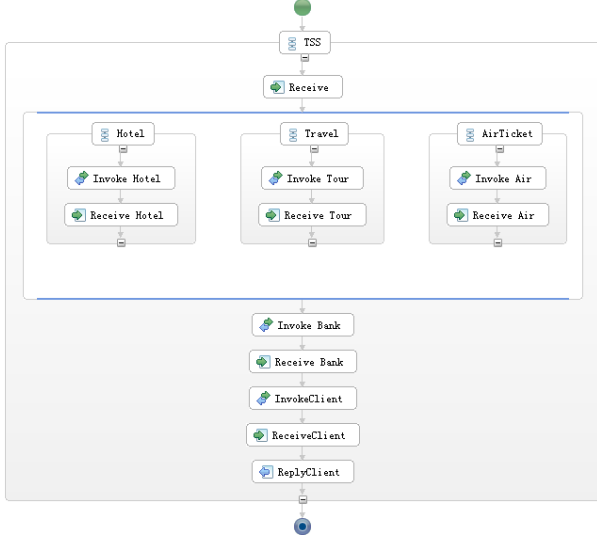 TSS
Receive
Hotel
Travel
AirTicket
Invoke Hotel
Invoke Tour
Invoke Air
Receive Hotel
Receive Tour
Receive Air
Invoke Bank
Receive Bank
InvokeClient
ReceiveClient
ReplyClient